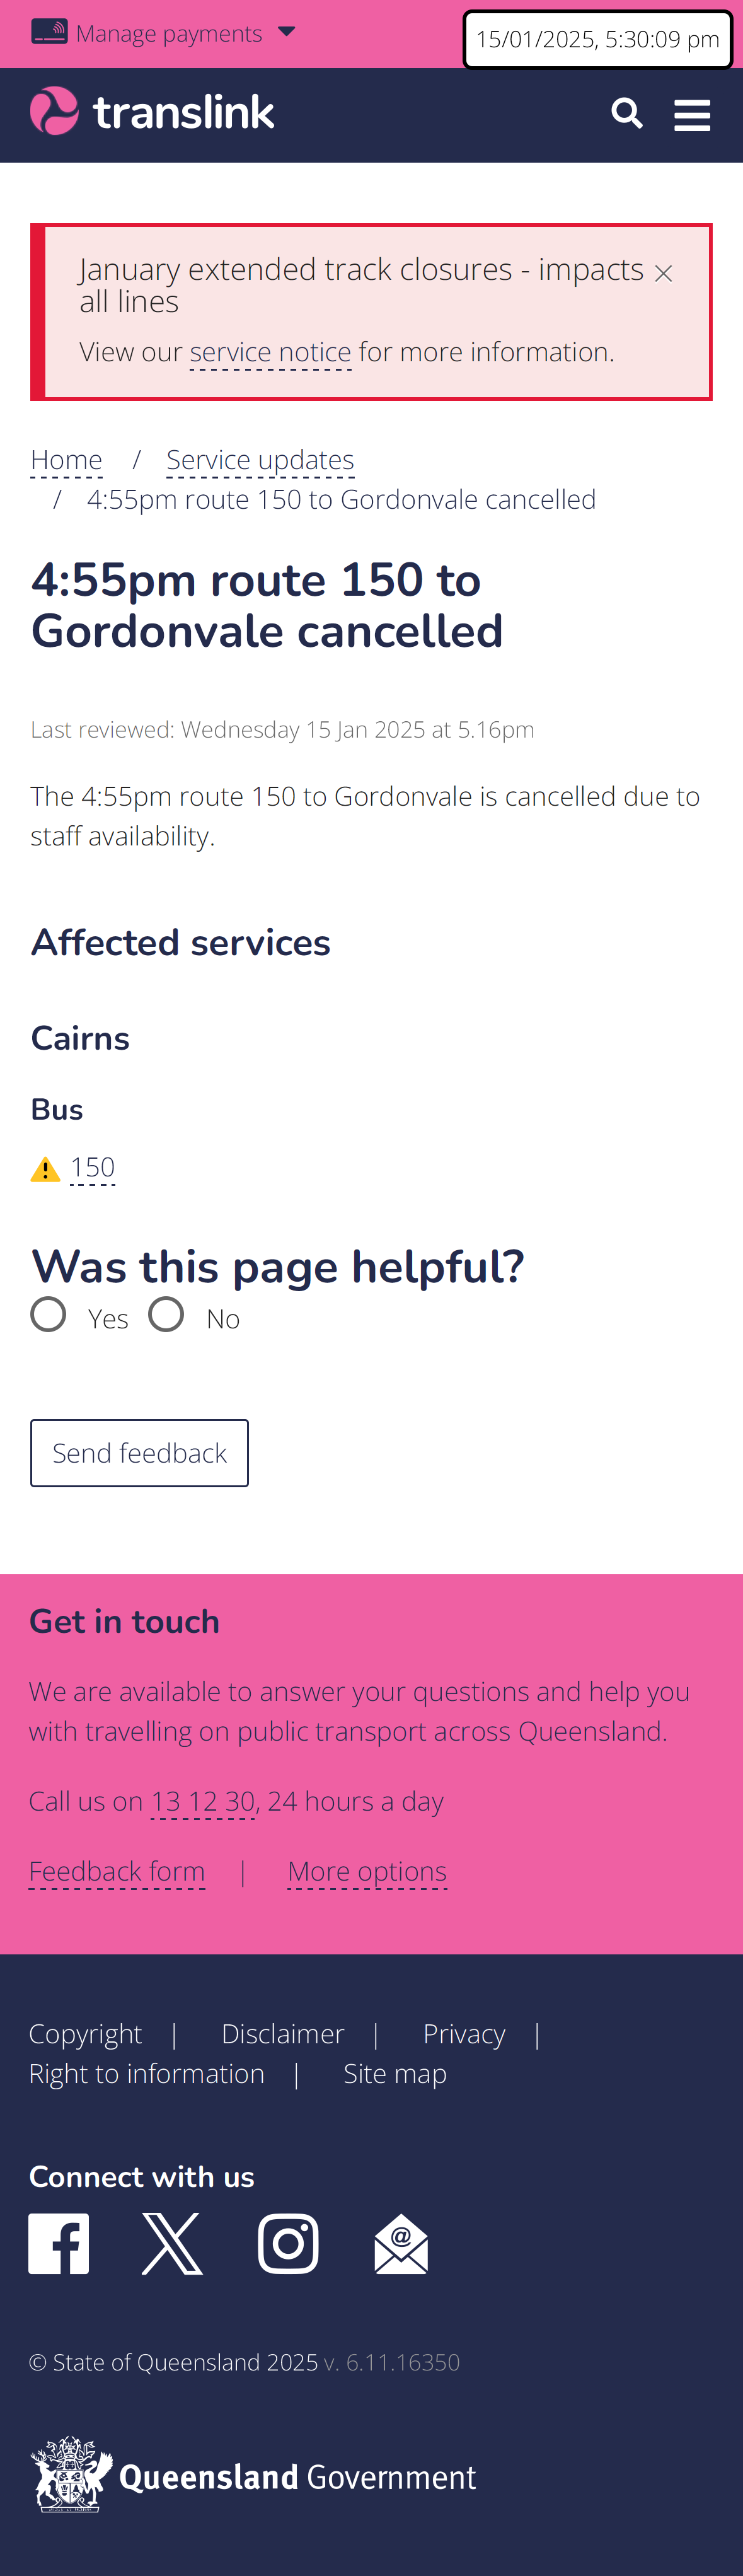 Manage payments
15/01/2025, 5:30:09 pm
translink
January extended track closures - impacts
all lines
View our service notice for more information.
Home / Service updates
/ 4:55pm route 150 to Gordonvale cancelled
4:55pm route 150 to
Gordonvale cancelled
Last reviewed: Wednesday 15 Jan 2025 at 5.16pm
The 4:55pm route 150 to Gordonvale is cancelled due to
staff availability.
Affected services
Cairns
Bus
150
Was this page helpful?
Yes No
Send feedback
Get in touch
We are available to answer your questions and help you
with travelling on public transport across Queensland.
Call us on 13 12 30, 24 hours a day
Feedback form | More options
Copyright | Disclaimer | Privacy |
Right to information | Site map
Connect with us
© State of Queensland 2025 v. 6.11.16350
Queensland Government